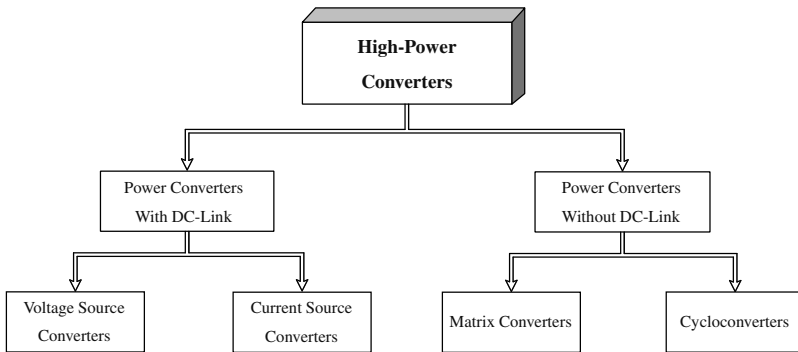 High-Power
Converters
Power Converters
With DC-Link
Power Converters
Without DC-Link
Voltage Source
Converters
Current Source
Converters
Matrix Converters
Cycloconverters